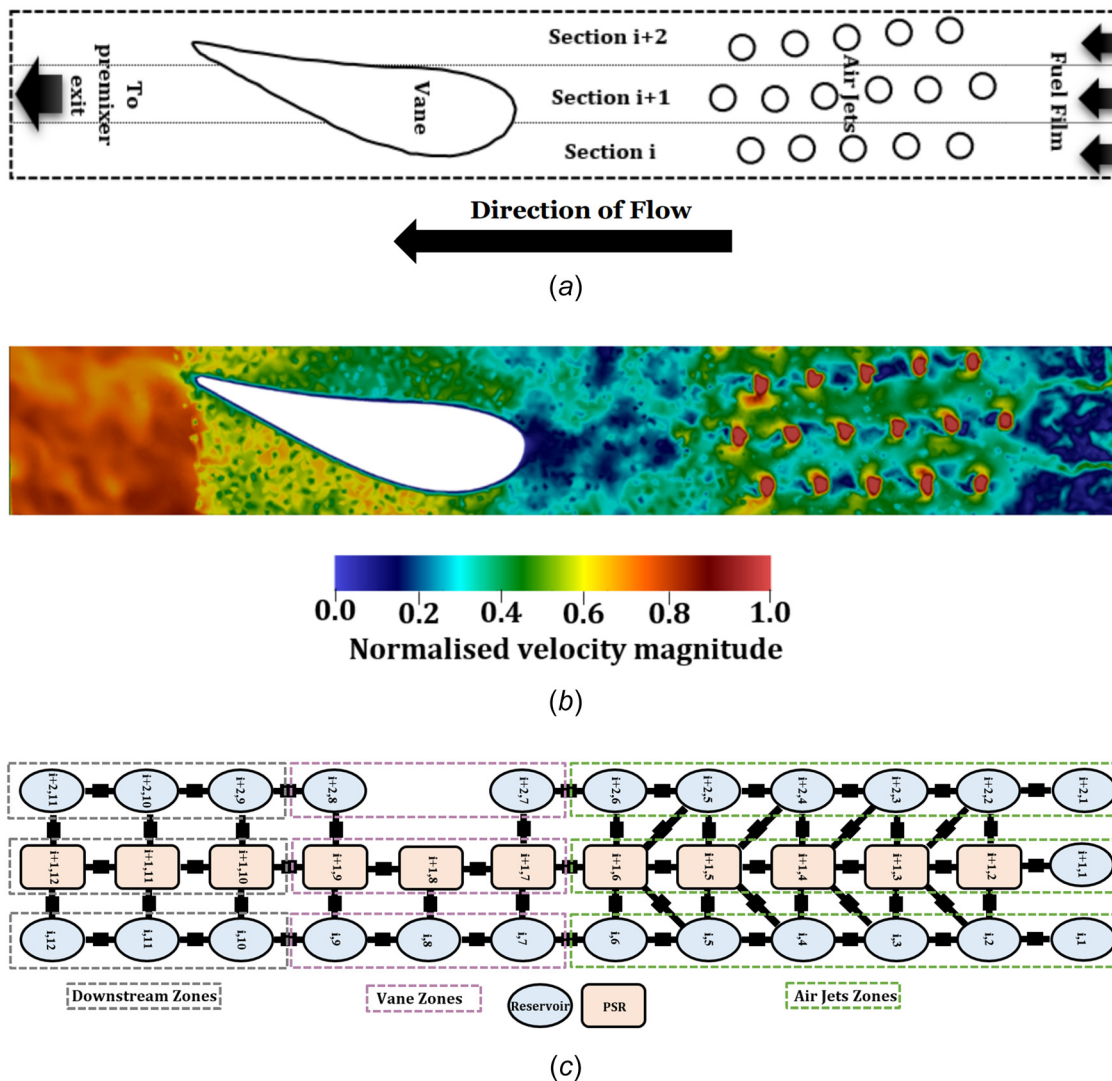 Section i+2
Section i+1
Section i
To
premixer
exit
Vane
Air Jets
Fuel Film
Direction of Flow
(a)
0.0 0.2 0.4 0.6 0.8 1.0
Normalised velocity magnitude
(b)
i+2,11 i+2,10 i+2,9 i+2,8 i+2,7 i+2,6 i+2,5 i+2,4 i+2,3 i+2,2 i+2,1
i+1,12 i+1,11 i+1,10 i+1,9 i+1,8 i+1,7 i+1,6 i+1,5 i+1,4 i+1,3 i+1,2 i+1,1
i,12 i,11 i,10 i,9 i,8 i,7 i,6 i,5 i,4 i,3 i,2 i,1
Downstream Zones Vane Zones Reservoir PSR Air Jets Zones
(c)